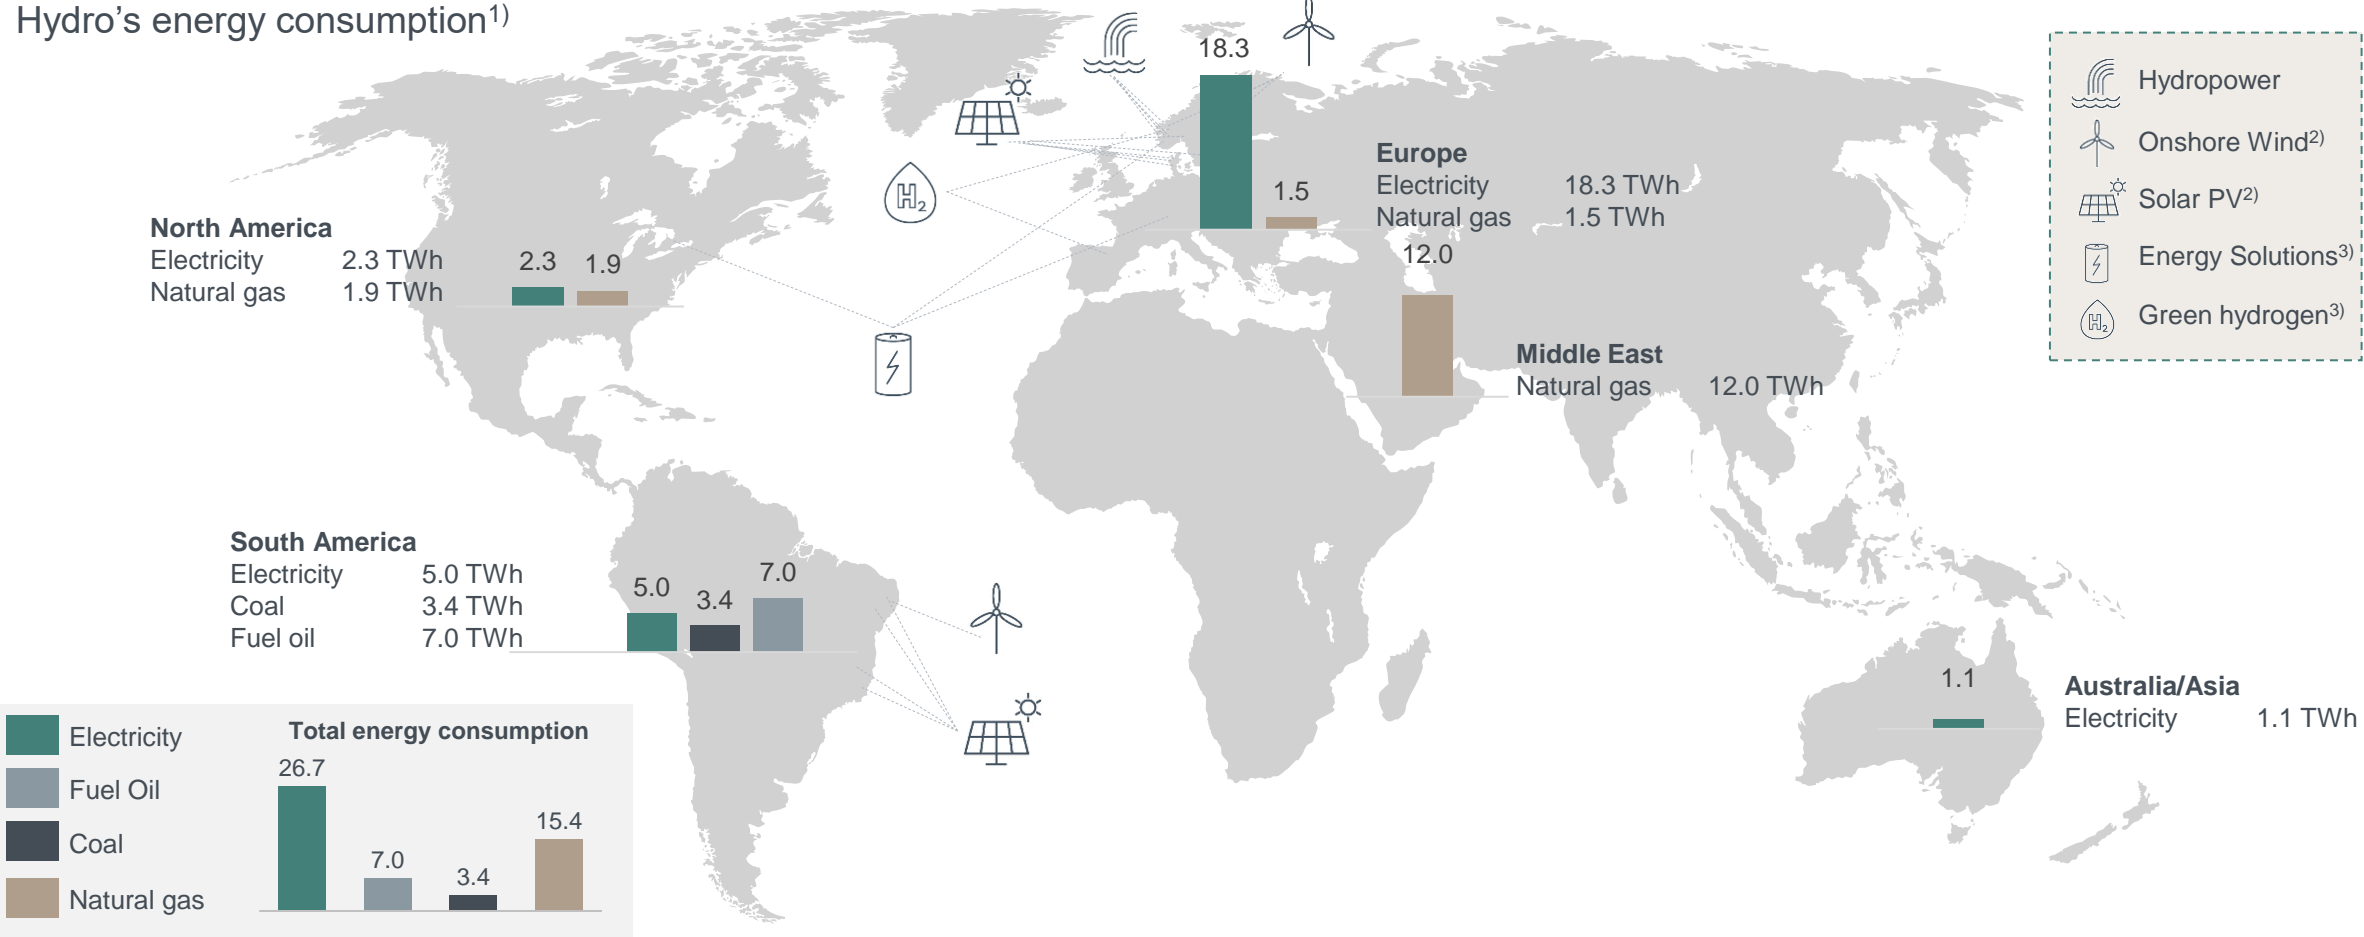 Hydro's energy consumption1)
18.3
1.5
Europe
Electricity 18.3 TWh
Natural gas 1.5 TWh
H2
North America
Electricity 2.3 TWh
Natural gas 1.9 TWh
2.3
1.9
12.0
Middle East
Natural gas 12.0 TWh
South America
Electricity 5.0 TWh
Coal 3.4 TWh
Fuel oil 7.0 TWh
5.0
3.4
7.0
1.1
Australia/Asia
Electricity 1.1 TWh
Hydropower
Onshore Wind2)
Solar PV2)
Energy Solutions3)
H2 Green hydrogen3)
Electricity
Fuel Oil
Coal
Natural gas
Total energy consumption
26.7
7.0
3.4
15.4